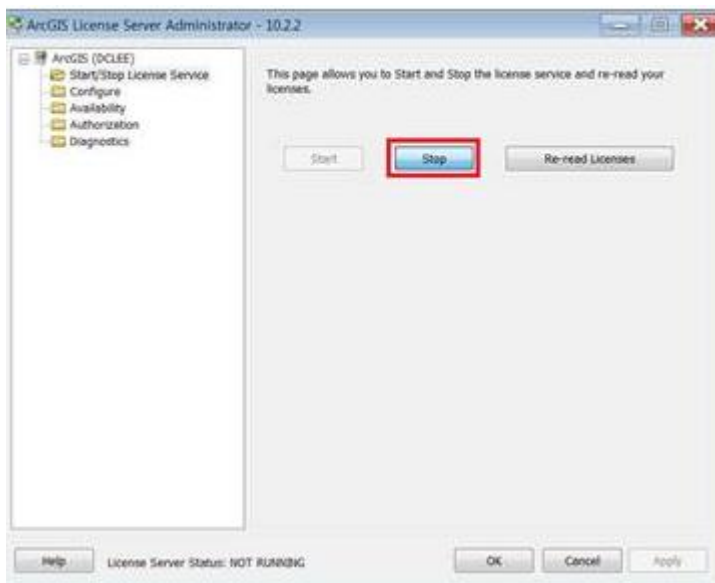 ArcGIS License Server Administrator - 10.2.2
ArcGIS (DCLEE)
Start/Stop License Service
Configure
Availability
Authorization
Diagnostics
This page allows you to Start and Stop the license service and re-read your
licenses.
Start
Stop
Re-read Licenses
Help
License Server Status: NOT RUNNING
OK
Cancel
Apply